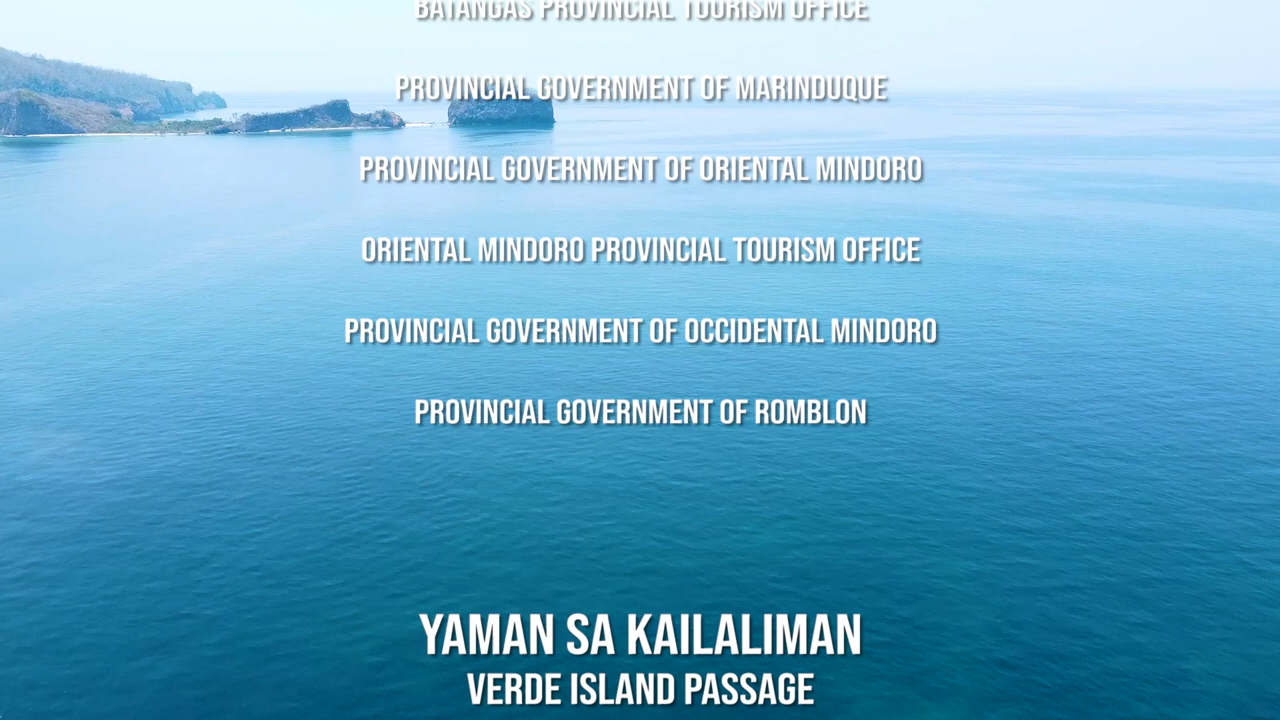 BATANGAS PROVINCIAL TOURISM OFFICE
PROVINCIAL GOVERNMENT OF MARINDUQUE
PROVINCIAL GOVERNMENT OF ORIENTAL MINDORO
ORIENTAL MINDORO PROVINCIAL TOURISM OFFICE
PROVINCIAL GOVERNMENT OF OCCIDENTAL MINDORO
PROVINCIAL GOVERNMENT OF ROMBLON
YAMAN SA KAILALIMAN
VERDE ISLAND PASSAGE